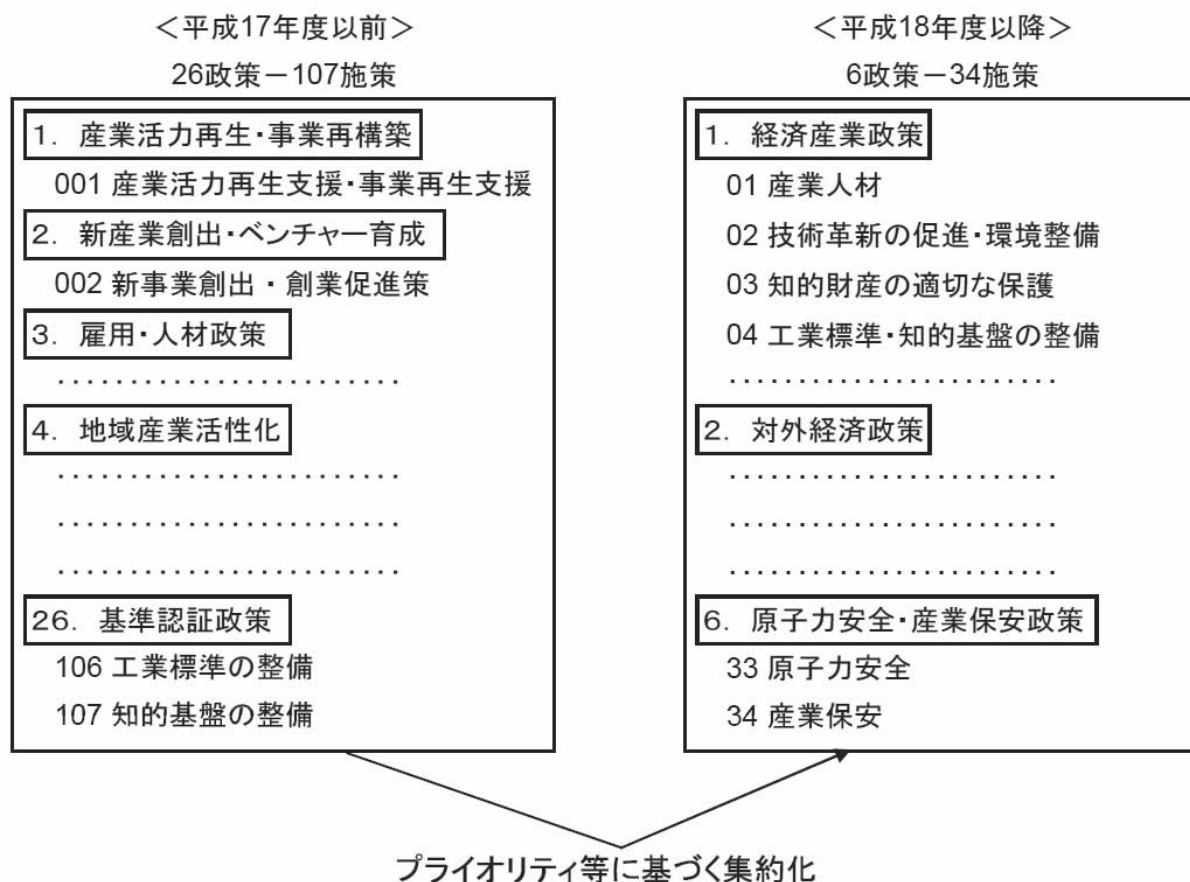 ＜平成17年度以前＞
26政策－107施策
1．産業活力再生・事業再構築
001 産業活力再生支援・事業再生支援
2．新産業創出・ベンチャー育成
002 新事業創出・創業促進策
3．雇用・人材政策
‥‥‥‥‥‥‥‥
4．地域産業活性化
‥‥‥‥‥‥‥‥
‥‥‥‥‥‥‥‥
‥‥‥‥‥‥‥‥
26．基準認証政策
106 工業標準の整備
107 知的基盤の整備
＜平成18年度以降＞
6政策－34施策
1．経済産業政策
01 産業人材
02 技術革新の促進・環境整備
03 知的財産の適切な保護
04 工業標準・知的基盤の整備
‥‥‥‥‥‥‥‥
2．対外経済政策
‥‥‥‥‥‥‥‥
‥‥‥‥‥‥‥‥
‥‥‥‥‥‥‥‥
6．原子力安全・産業保安政策
33 原子力安全
34 産業保安
プライオリティ等に基づく集約化